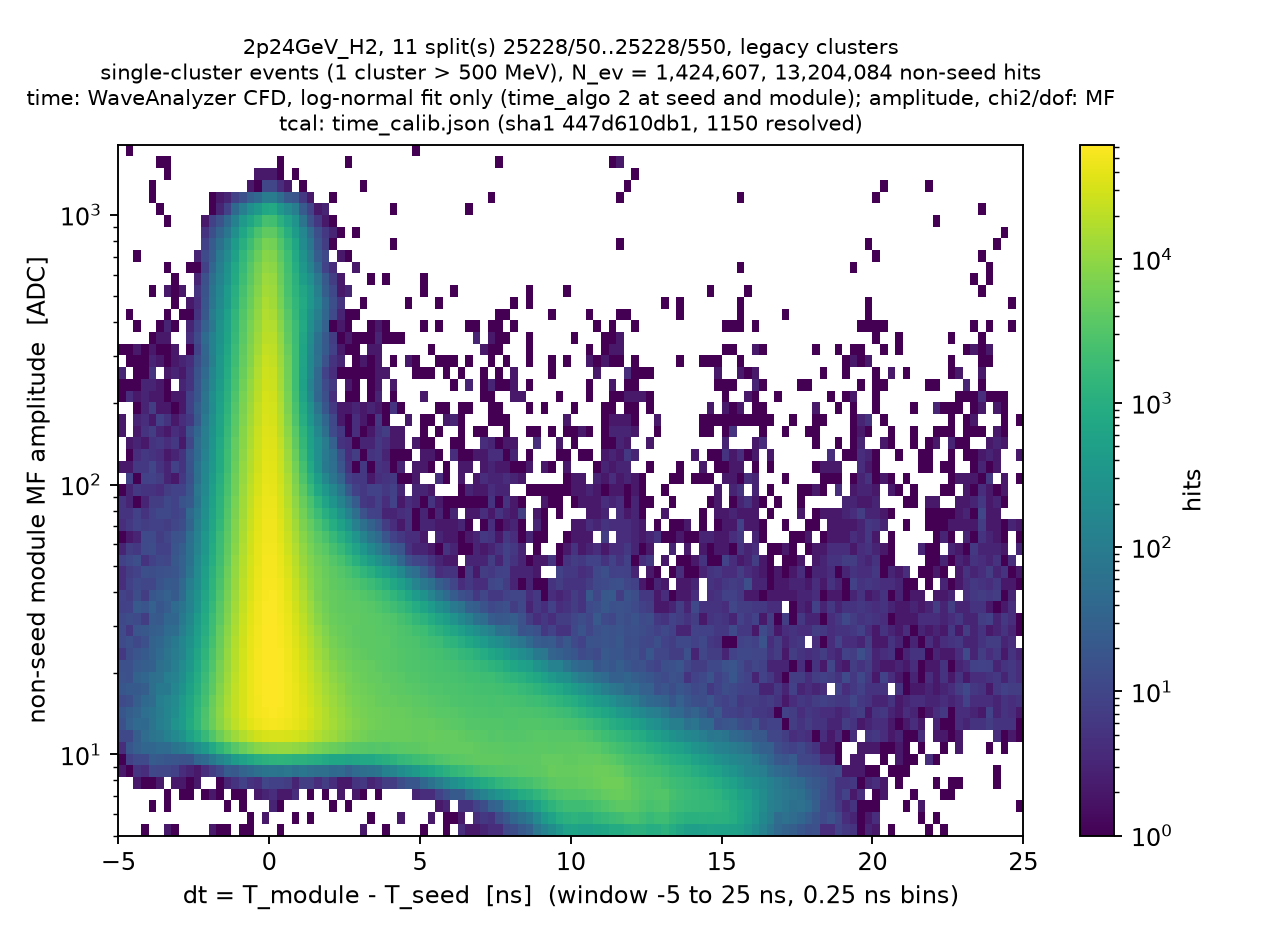 2p24GeV_H2, 11 split(s) 25228/50..25228/550, legacy clusters
single-cluster events (1 cluster > 500 MeV), N_ev = 1,424,607, 13,204,084 non-seed hits
time: WaveAnalyzer CFD, log-normal fit only (time_algo 2 at seed and module); amplitude, chi2/dof: MF
tcal: time_calib.json (sha1 447d610db1, 1150 resolved)
non-seed module MF amplitude [ADC]
10³
10²
10¹
−5 0 5 10 15 20 25
dt = T_module - T_seed [ns] (window -5 to 25 ns, 0.25 ns bins)
10⁴
10³
10²
10¹
10⁰
hits